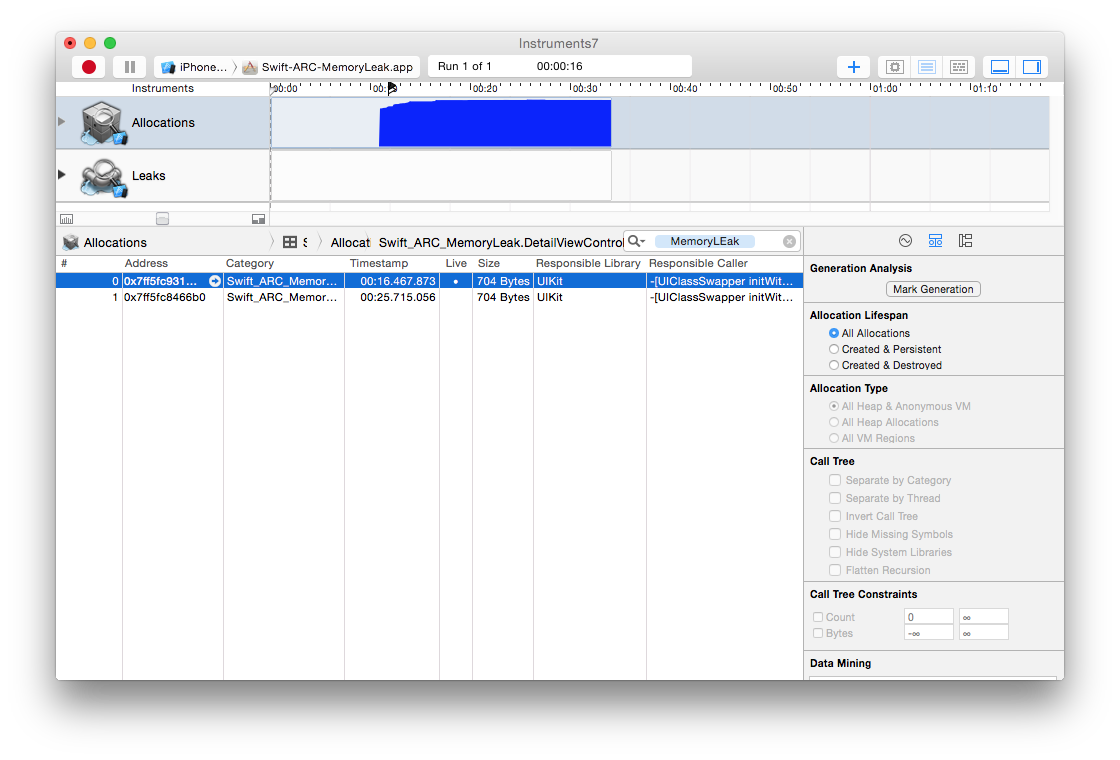 Instruments7
iPhone... Swift-ARC-MemoryLeak.app Run 1 of 1 00:00:16
Instruments 00:00 00:20 00:30 00:40 00:50 01:00 01:10
Allocations
Leaks
Allocations S Allocati Swift_ARC_MemoryLeak.DetailViewContro MemoryLEak
# Address Category Timestamp Live Size Responsible Library Responsible Caller
0 0x7ff5fc931... Swift_ARC_Memor... 00:16.467.873 • 704 Bytes UIKit -[UIClassSwapper initWit...
1 0x7ff5fc8466b0 Swift_ARC_Memor... 00:25.715.056 704 Bytes UIKit -[UIClassSwapper initWit...
Generation Analysis
Mark Generation
Allocation Lifespan
All Allocations
Created & Persistent
Created & Destroyed
Allocation Type
All Heap & Anonymous VM
All Heap Allocations
All VM Regions
Call Tree
Separate by Category
Separate by Thread
Invert Call Tree
Hide Missing Symbols
Hide System Libraries
Flatten Recursion
Call Tree Constraints
Count 0 ∞
Bytes -∞ ∞
Data Mining